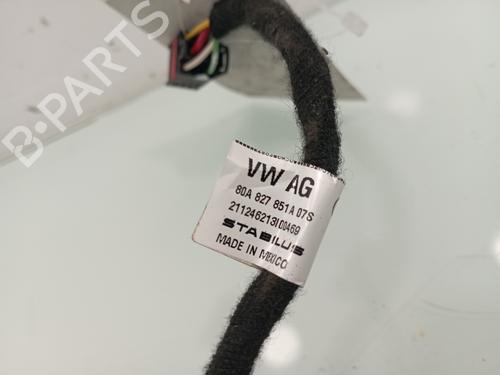 B-PARTS
VW AG
80A 827 851A 07S
211246213I00469
STABILUS
MADE IN MEXICO